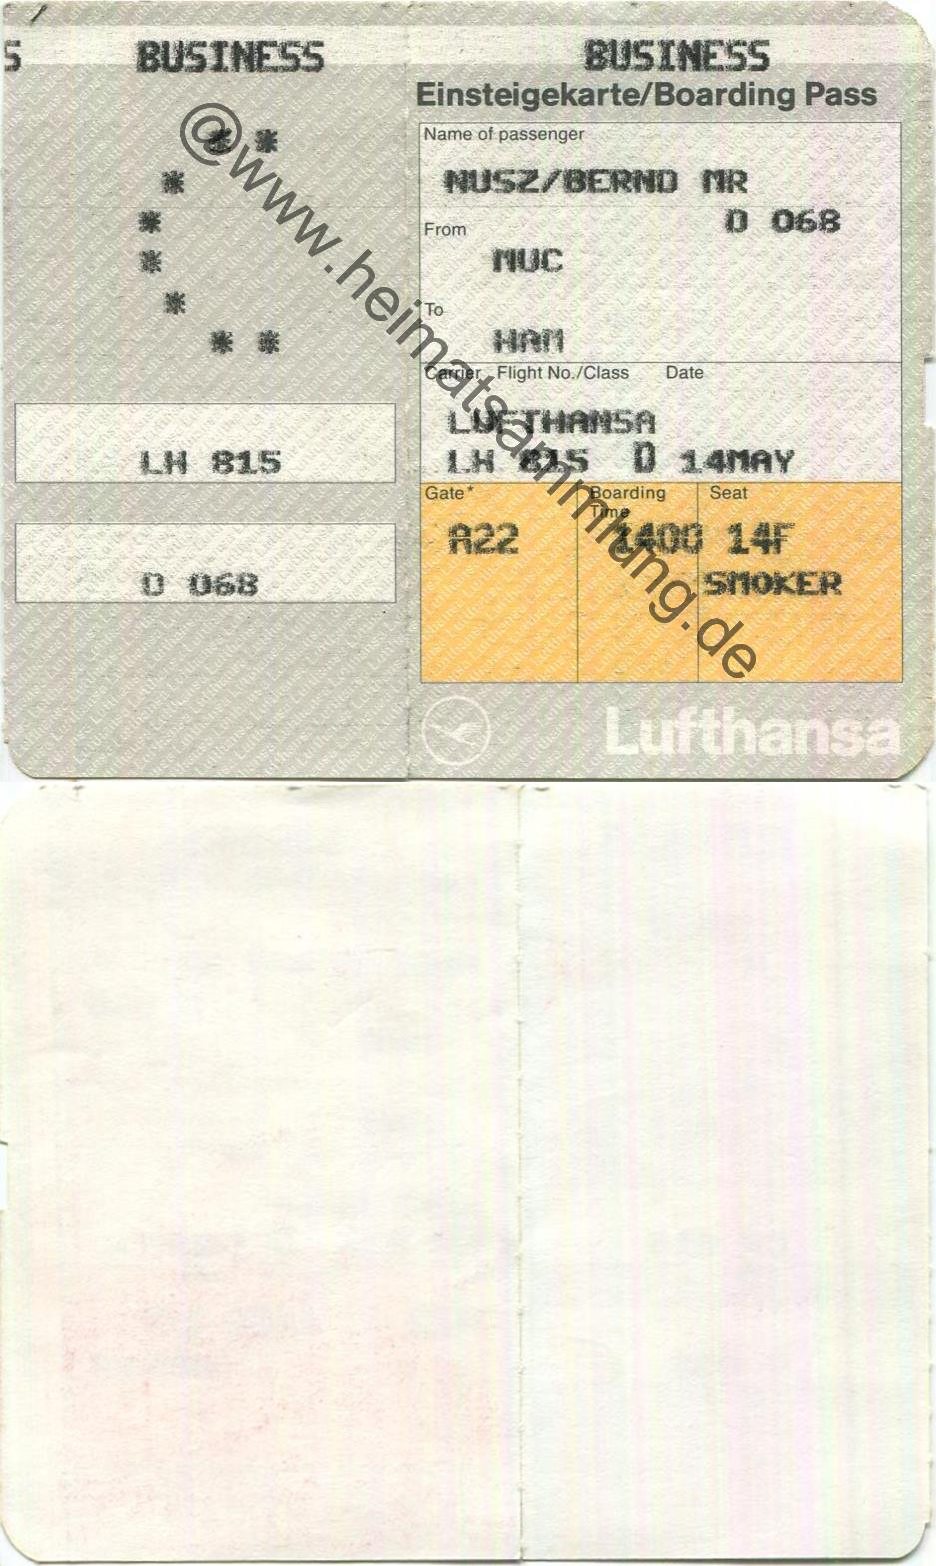 S
BUSINESS
* *
*
*
*
*
* *
LH 815
D 068
BUSINESS
Einsteigekarte/Boarding Pass
Name of passenger
NUSZ/BERND MR
D 068
From
MUC
To
HAM
Carrier Flight No./Class Date
LUFTHANSA
LH 815 D 14MAY
Gate* Boarding Time Seat
A22 1400 14F
SMOKER
Lufthansa
@www.heimatsammlung.de